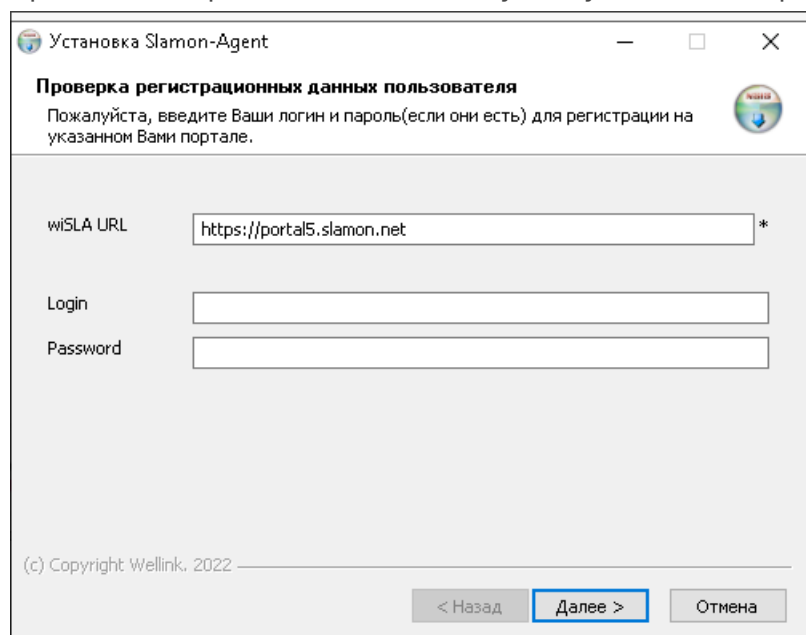 Установка Slamon-Agent
Проверка регистрационных данных пользователя
Пожалуйста, введите Ваши логин и пароль(если они есть) для регистрации на
указанном Вами портале.
wiSLA URL
https://portal5.slamon.net
*
Login
Password
(c) Copyright Wellink. 2022
< Назад
Далее >
Отмена